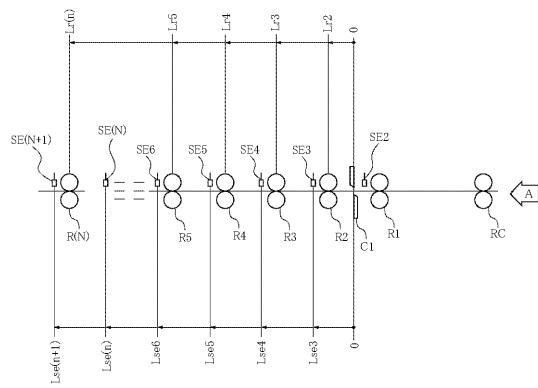 Lr(n)
Lr5
Lr4
Lr3
Lr2
0
SE(N+1)
SE(N)
SE6
SE5
SE4
SE3
SE2
A
R(N)
R5
R4
R3
R2
C1
R1
RC
Lse(n+1)
Lse(n)
Lse6
Lse5
Lse4
Lse3
0